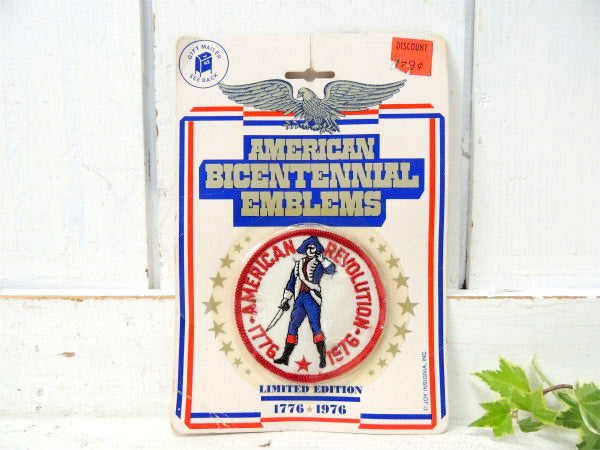 GIFT MAILER
SEE BACK
DISCOUNT
AMERICAN
BICENTENNIAL
EMBLEMS
AMERICAN REVOLUTION
1776 1976
LIMITED EDITION
1776 ★ 1976
© JOY INSIGNIA, INC.